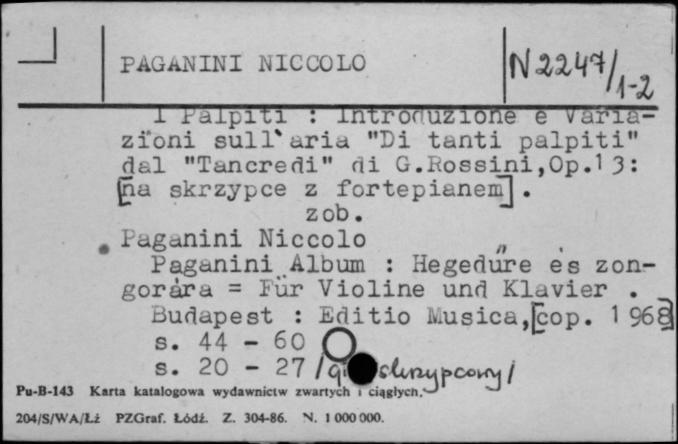 PAGANINI NICCOLO
N 2247/1-2
I Palpiti : Introduzione e Varia-
zioni sull'aria "Di tanti palpiti"
dal "Tancredi" di G.Rossini,Op.13:
[na skrzypce z fortepianem].
zob.
Paganini Niccolo
Paganini Album : Hegedűre és zon-
gorára = Für Violine und Klavier .
Budapest : Editio Musica,[cop. 1968]
s. 44 - 60
s. 20 - 27 / skrzypcowy/
Pu-B-143 Karta katalogowa wydawnictw zwartych i ciągłych.
204/S/WA/Łż PZGraf. Łódź. Z. 304-86. N. 1 000 000.